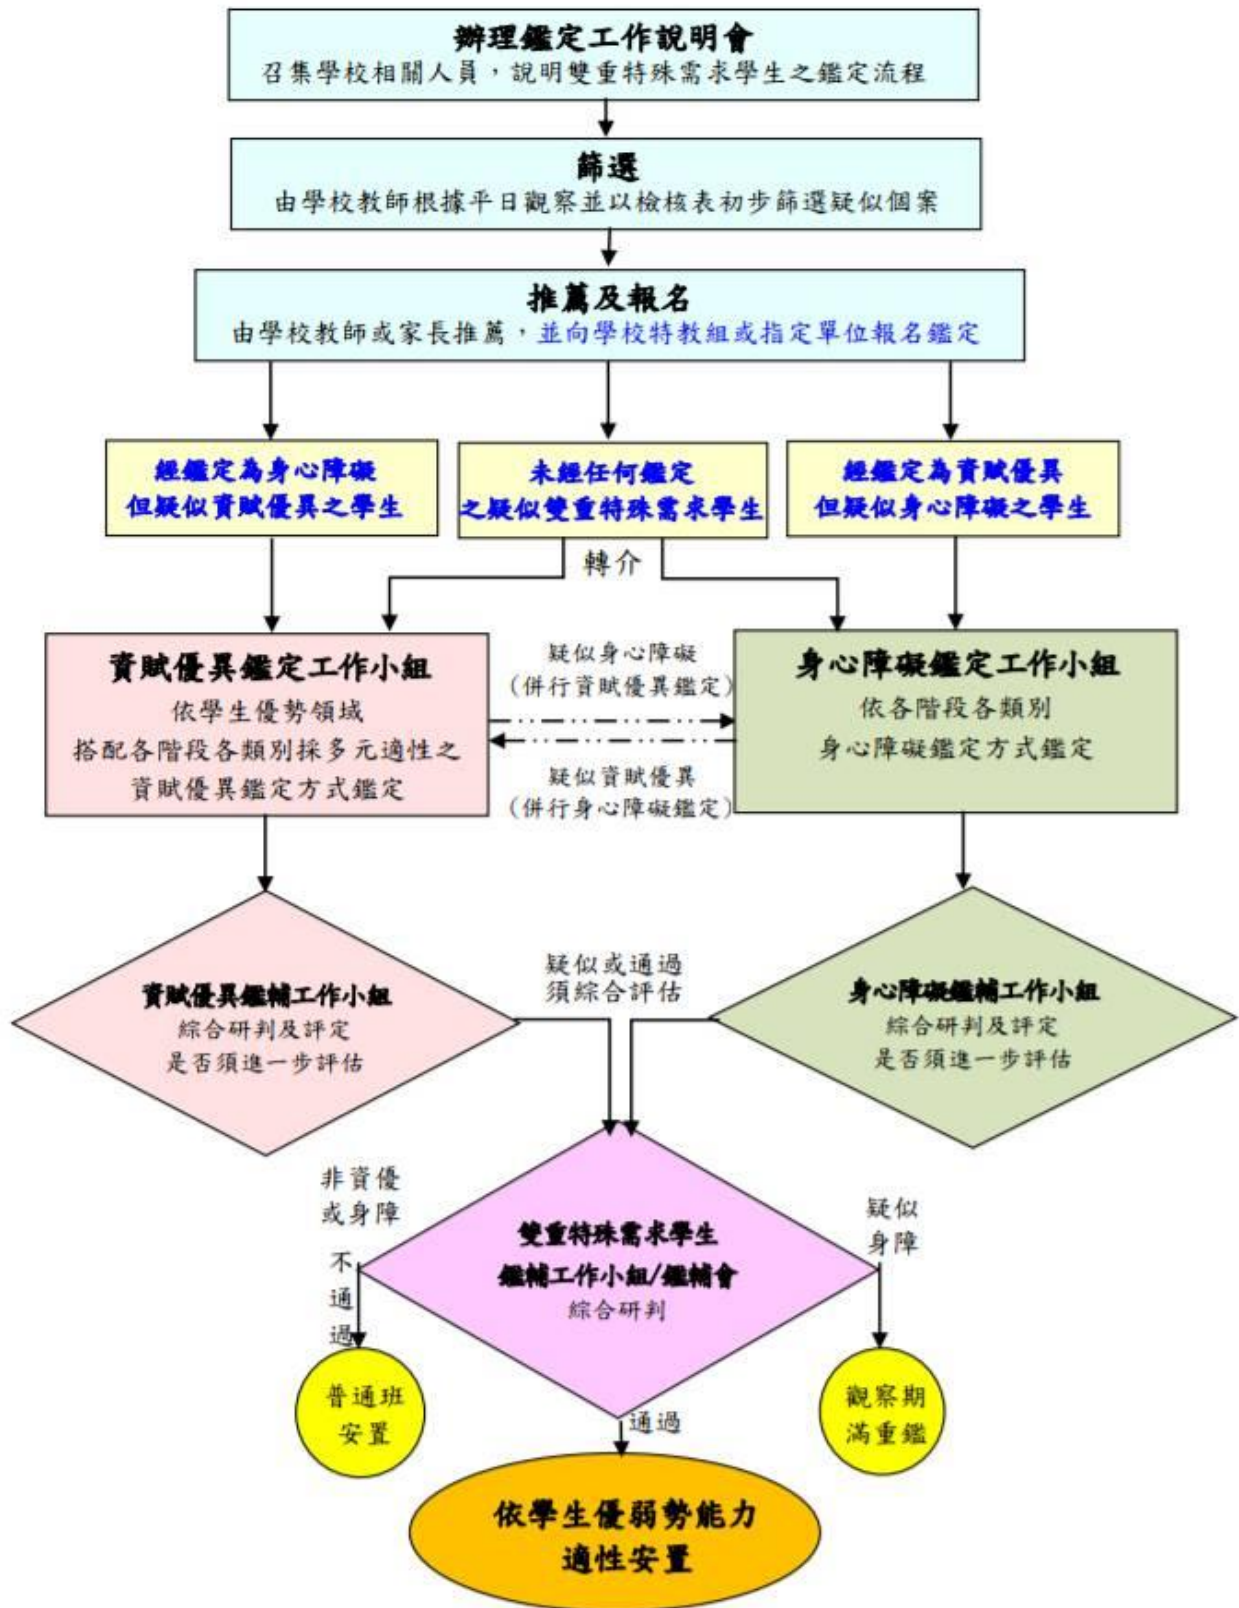 辦理鑑定工作說明會
召集學校相關人員，說明雙重特殊需求學生之鑑定流程
篩選
由學校教師根據平日觀察並以檢核表初步篩選疑似個案
推薦及報名
由學校教師或家長推薦，並向學校特教組或指定單位報名鑑定
經鑑定為身心障礙
但疑似資賦優異之學生
未經任何鑑定
之疑似雙重特殊需求學生
經鑑定為資賦優異
但疑似身心障礙之學生
轉介
資賦優異鑑定工作小組
依學生優勢領域
搭配各階段各類別採多元適性之
資賦優異鑑定方式鑑定
疑似身心障礙
(併行資賦優異鑑定)
疑似資賦優異
(併行身心障礙鑑定)
身心障礙鑑定工作小組
依各階段各類別
身心障礙鑑定方式鑑定
資賦優異鑑輔工作小組
綜合研判及評定
是否須進一步評估
疑似或通過
須綜合評估
身心障礙鑑輔工作小組
綜合研判及評定
是否須進一步評估
非資優
或身障
不
通
過
雙重特殊需求學生
鑑輔工作小組/鑑輔會
綜合研判
疑似
身障
普通班
安置
通過
觀察期
滿重鑑
依學生優弱勢能力
適性安置